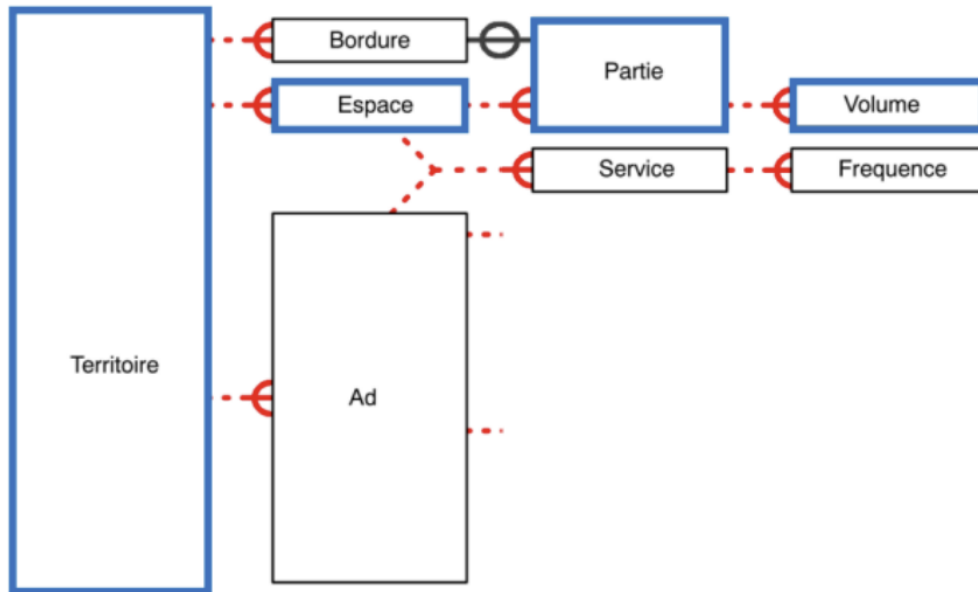 Bordure
Partie
Espace
Volume
Service
Frequence
Territoire
Ad